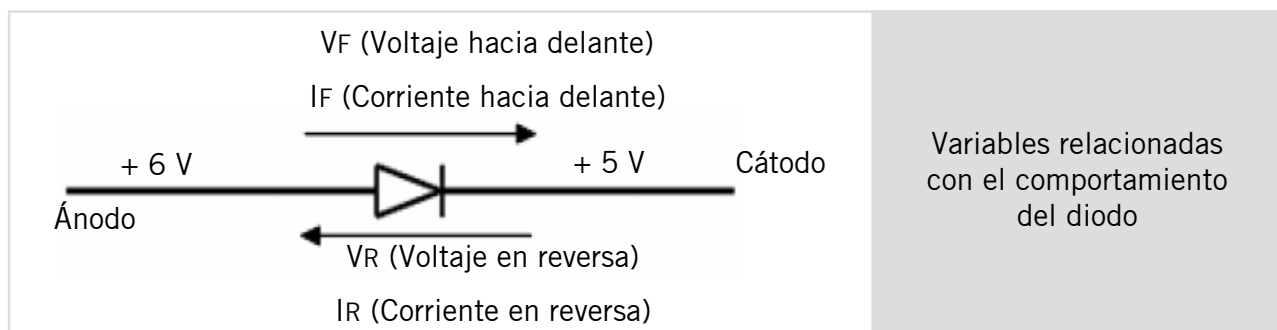 VF (Voltaje hacia delante)
IF (Corriente hacia delante)
+ 6 V
+ 5 V
Cátodo
Ánodo
VR (Voltaje en reversa)
IR (Corriente en reversa)
Variables relacionadas
con el comportamiento
del diodo